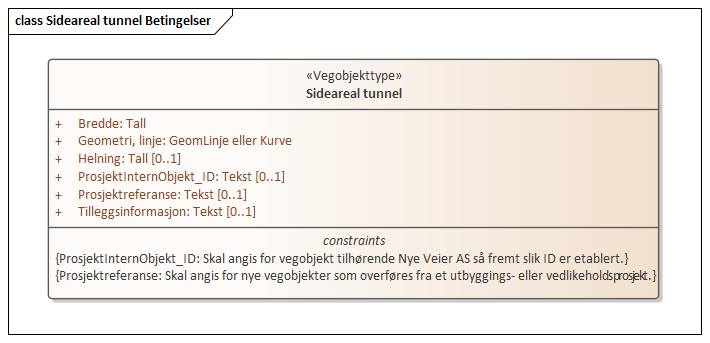 class Sideareal tunnel Betingelser
«Vegobjekttype»
Sideareal tunnel
+ Bredde: Tall
+ Geometri, linje: GeomLinje eller Kurve
+ Helning: Tall [0..1]
+ ProsjektInternObjekt_ID: Tekst [0..1]
+ Prosjektreferanse: Tekst [0..1]
+ Tilleggsinformasjon: Tekst [0..1]
constraints
{ProsjektInternObjekt_ID: Skal angis for vegobjekt tilhørende Nye Veier AS så fremt slik ID er etablert.}
{Prosjektreferanse: Skal angis for nye vegobjekter som overføres fra et utbyggings- eller vedlikeholdsprosjekt.}